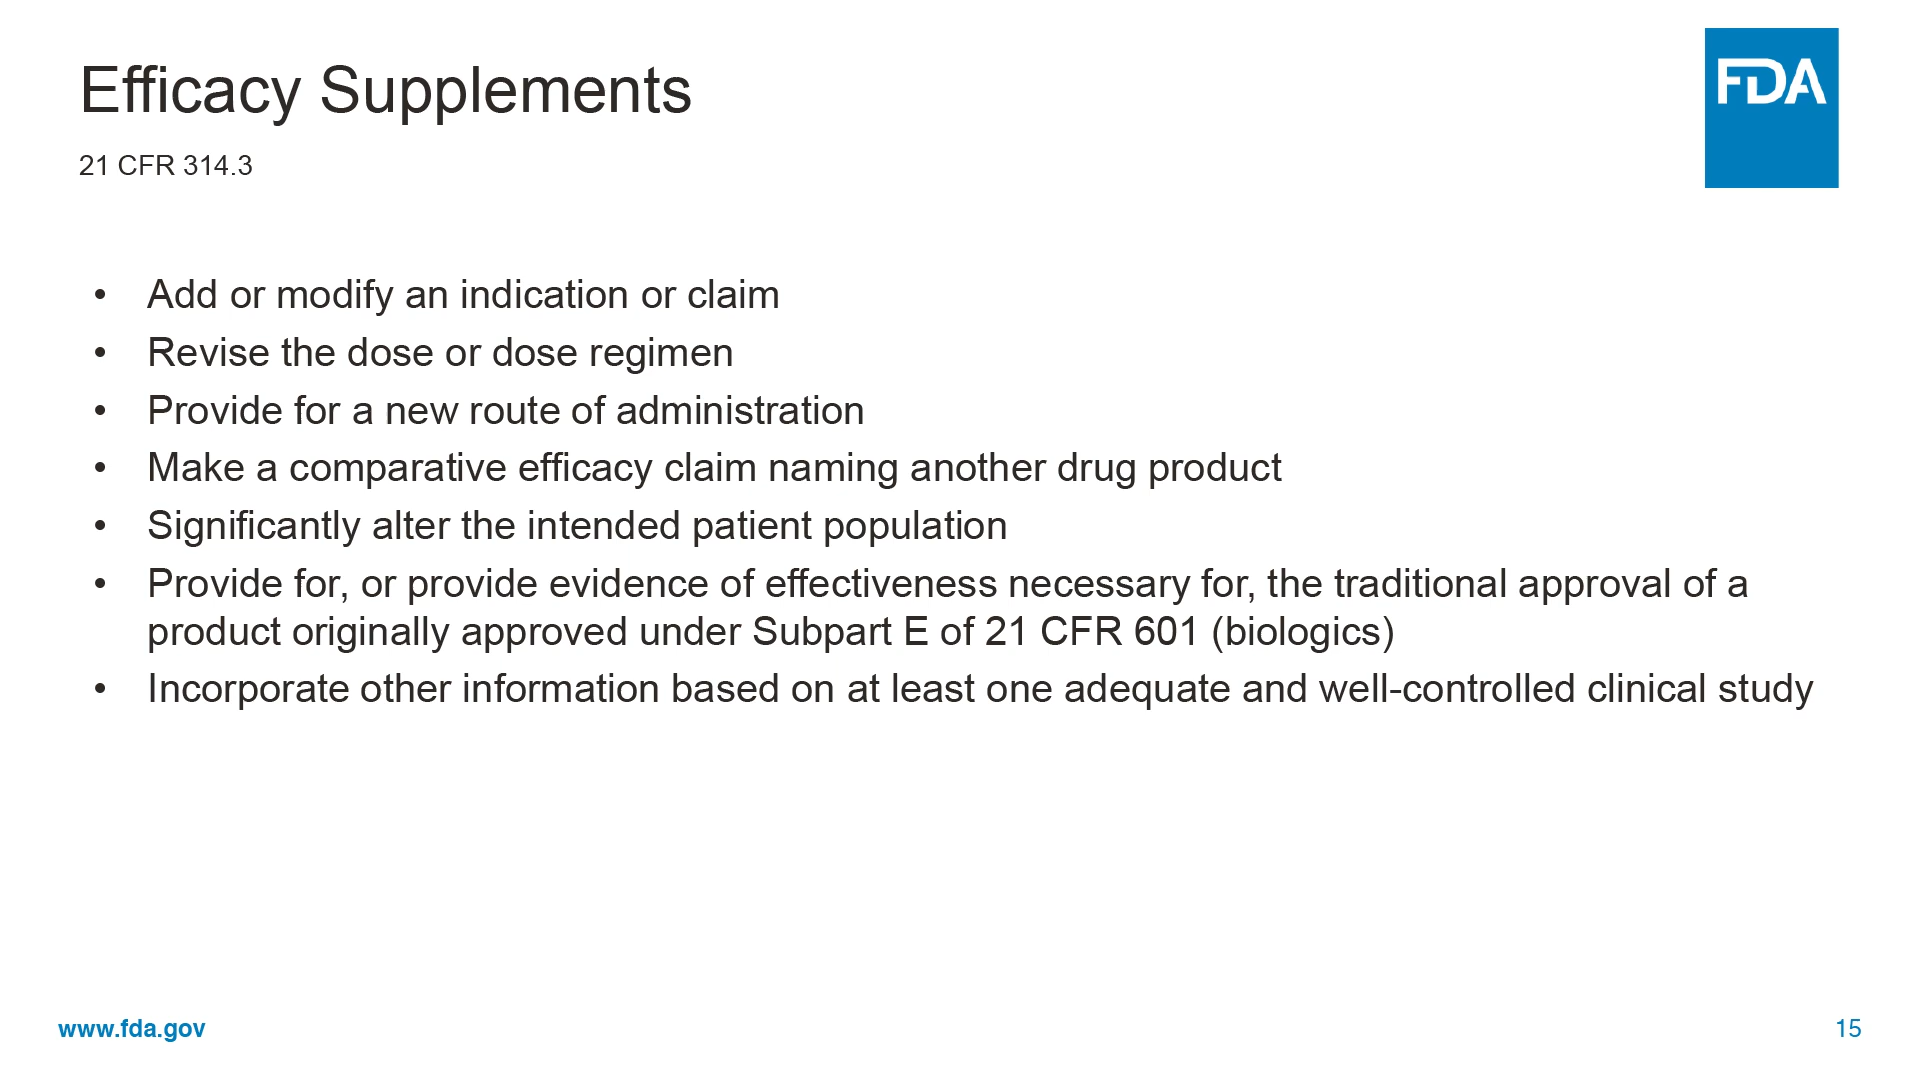 Efficacy Supplements
FDA
21 CFR 314.3
• Add or modify an indication or claim
• Revise the dose or dose regimen
• Provide for a new route of administration
• Make a comparative efficacy claim naming another drug product
• Significantly alter the intended patient population
• Provide for, or provide evidence of effectiveness necessary for, the traditional approval of a
product originally approved under Subpart E of 21 CFR 601 (biologics)
• Incorporate other information based on at least one adequate and well-controlled clinical study
www.fda.gov
15